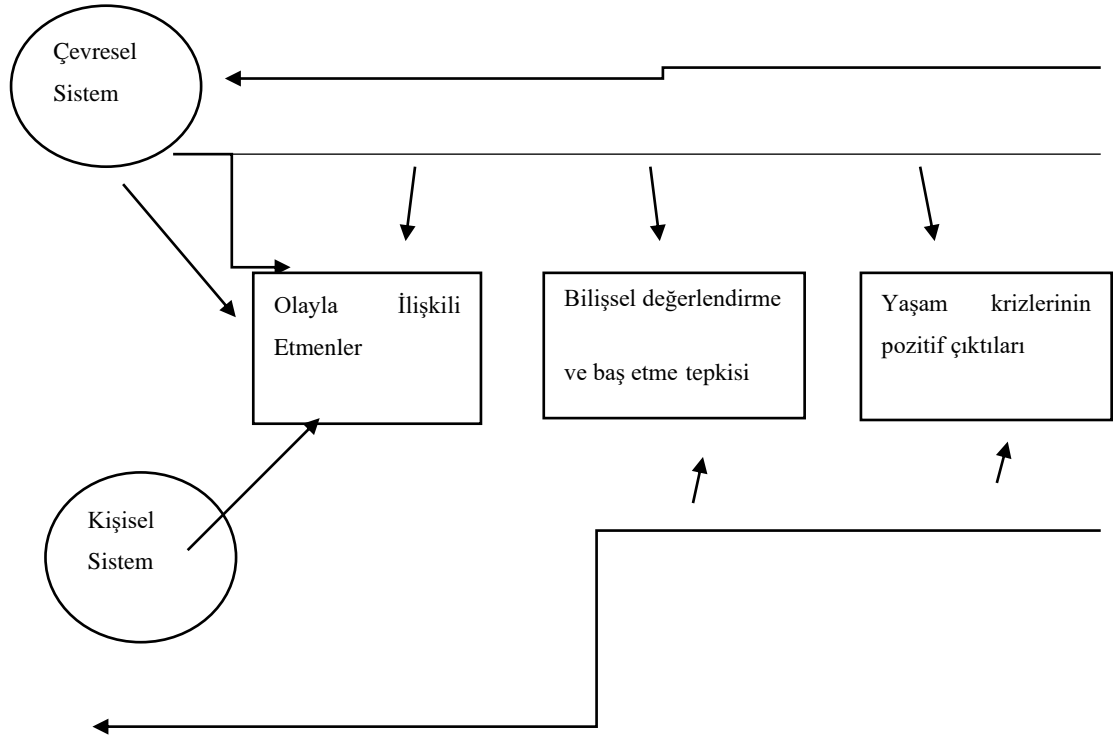 Çevresel
Sistem
Olayla İlişkili
Etmenler
Bilişsel değerlendirme
ve baş etme tepkisi
Yaşam krizlerinin
pozitif çıktıları
Kişisel
Sistem